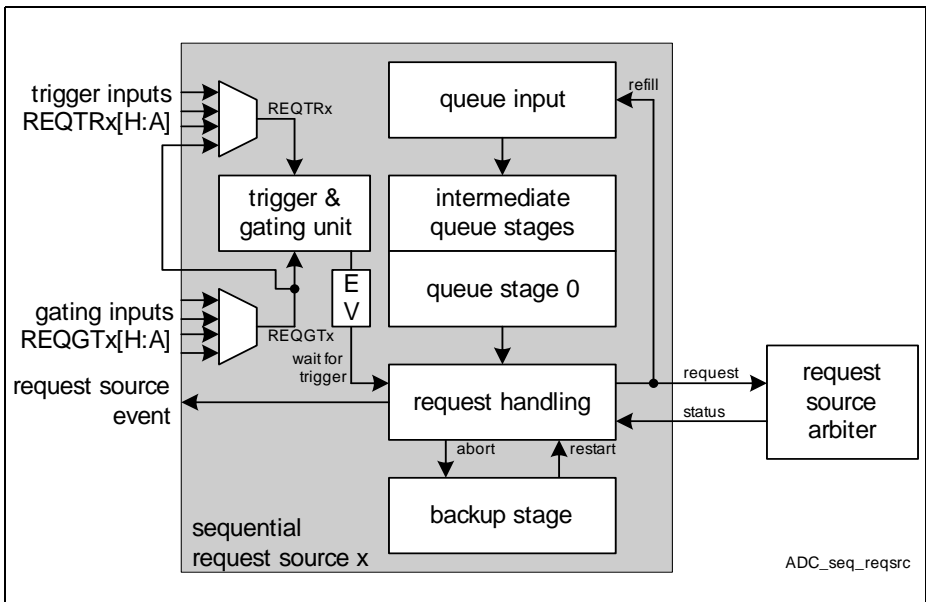 trigger inputs
REQTRx[H:A]
REQTRx
queue input
refill
trigger &
gating unit
intermediate
queue stages
E
V
queue stage 0
gating inputs
REQGTx[H:A]
REQGTx
wait for
trigger
request source
event
request handling
request
status
request
source
arbiter
abort
restart
backup stage
sequential
request source x
ADC_seq_reqsrc